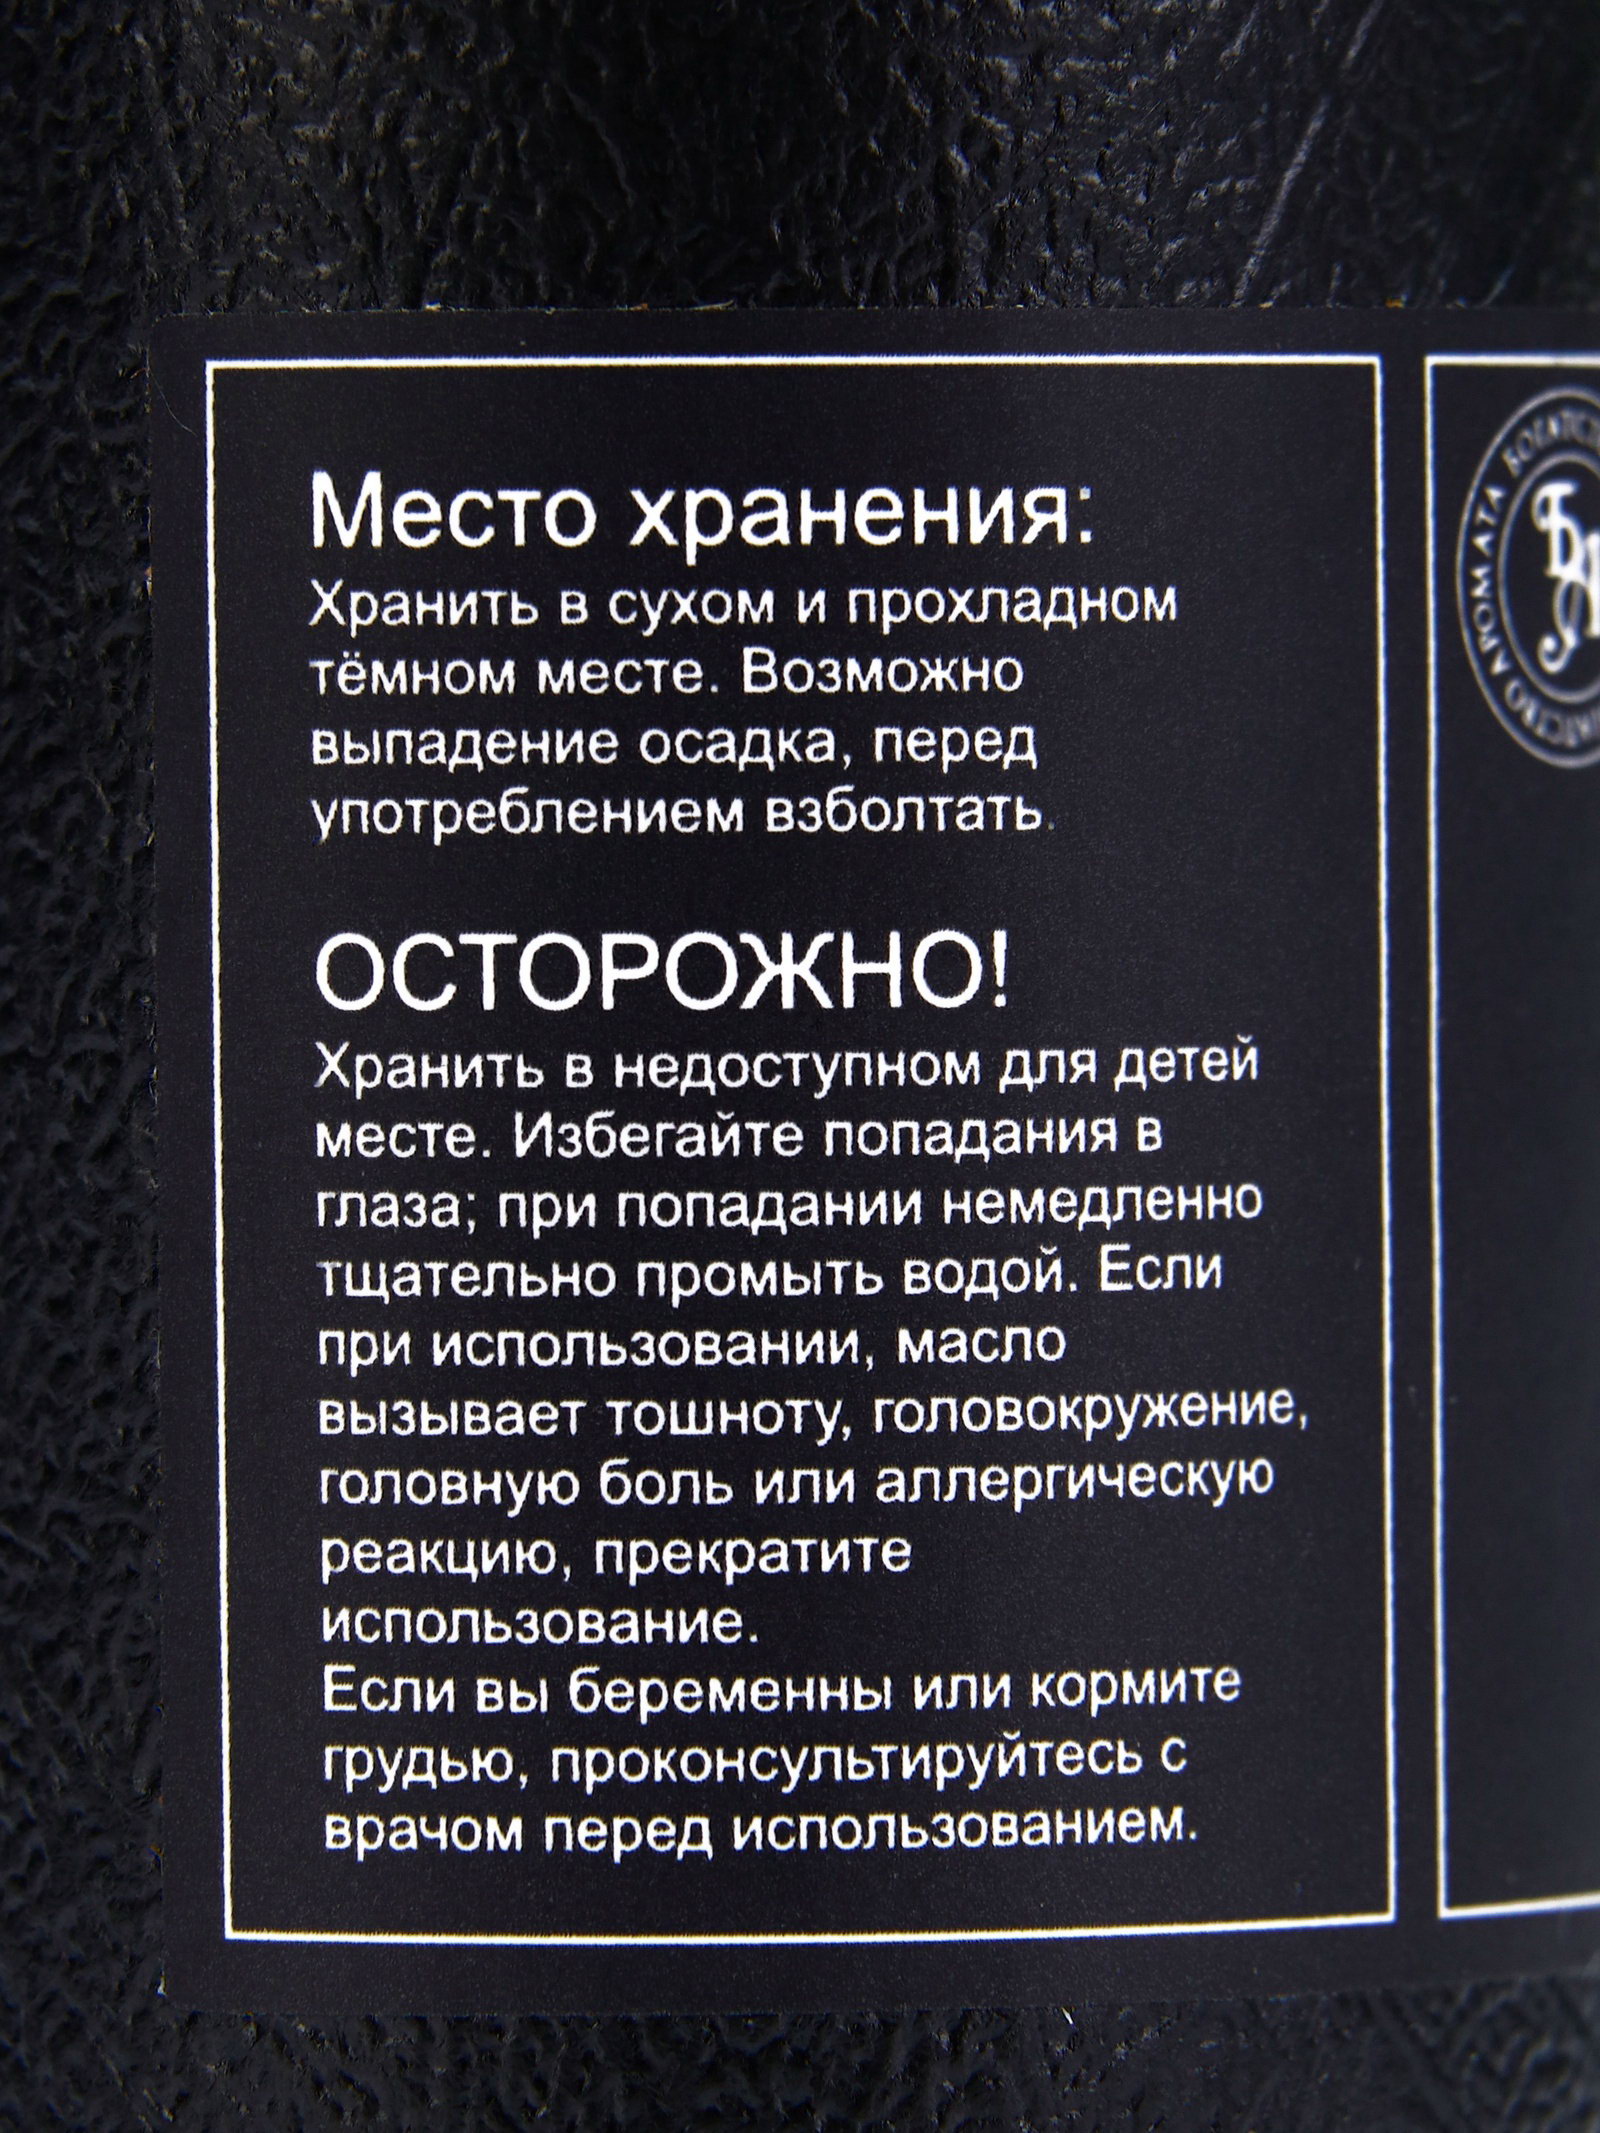 Место хранения:
Хранить в сухом и прохладном
тёмном месте. Возможно
выпадение осадка, перед
употреблением взболтать.
ОСТОРОЖНО!
Хранить в недоступном для детей
месте. Избегайте попадания в
глаза; при попадании немедленно
тщательно промыть водой. Если
при использовании, масло
вызывает тошноту, головокружение,
головную боль или аллергическую
реакцию, прекратите
использование.
Если вы беременны или кормите
грудью, проконсультируйтесь с
врачом перед использованием.
АРОМАТА
БА